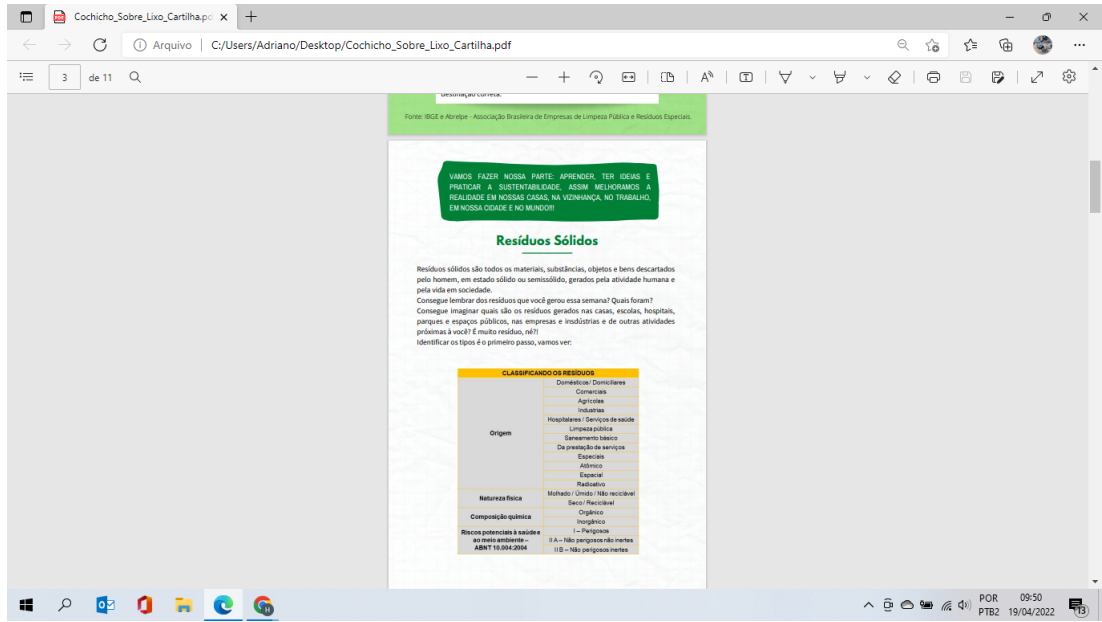 Cochicho_Sobre_Lixo_Cartilha.pd
Arquivo
C:/Users/Adriano/Desktop/Cochicho_Sobre_Lixo_Cartilha.pdf
3 de 11
destinação correta.
Fonte: IBGE e Abrelpe - Associação Brasileira de Empresas de Limpeza Pública e Resíduos Especiais.
VAMOS FAZER NOSSA PARTE: APRENDER, TER IDEIAS E
PRATICAR A SUSTENTABILIDADE, ASSIM MELHORAMOS A
REALIDADE EM NOSSAS CASAS, NA VIZINHANÇA, NO TRABALHO,
EM NOSSA CIDADE E NO MUNDO!!!
Resíduos Sólidos
Resíduos sólidos são todos os materiais, substâncias, objetos e bens descartados
pelo homem, em estado sólido ou semissólido, gerados pela atividade humana e
pela vida em sociedade.
Consegue lembrar dos resíduos que você gerou essa semana? Quais foram?
Consegue imaginar quais são os resíduos gerados nas casas, escolas, hospitais,
parques e espaços públicos, nas empresas e insdústrias e de outras atividades
próximas à você? É muito resíduo, né?!
Identificar os tipos é o primeiro passo, vamos ver:
CLASSIFICANDO OS RESÍDUOS
Origem
Domésticos / Domiciliares
Comerciais
Agrícolas
Industrias
Hospitalares / Serviços de saúde
Limpeza pública
Saneamento básico
Da prestação de serviços
Especiais
Atômico
Espacial
Radioativo
Natureza física
Molhado / Úmido / Não reciclável
Seco / Reciclável
Composição química
Orgânico
Inorgânico
Riscos potenciais à saúde e
ao meio ambiente –
ABNT 10.004:2004
I – Perigosos
II A – Não perigosos não inertes
II B – Não perigosos inertes
POR
PTB2
09:50
19/04/2022
13